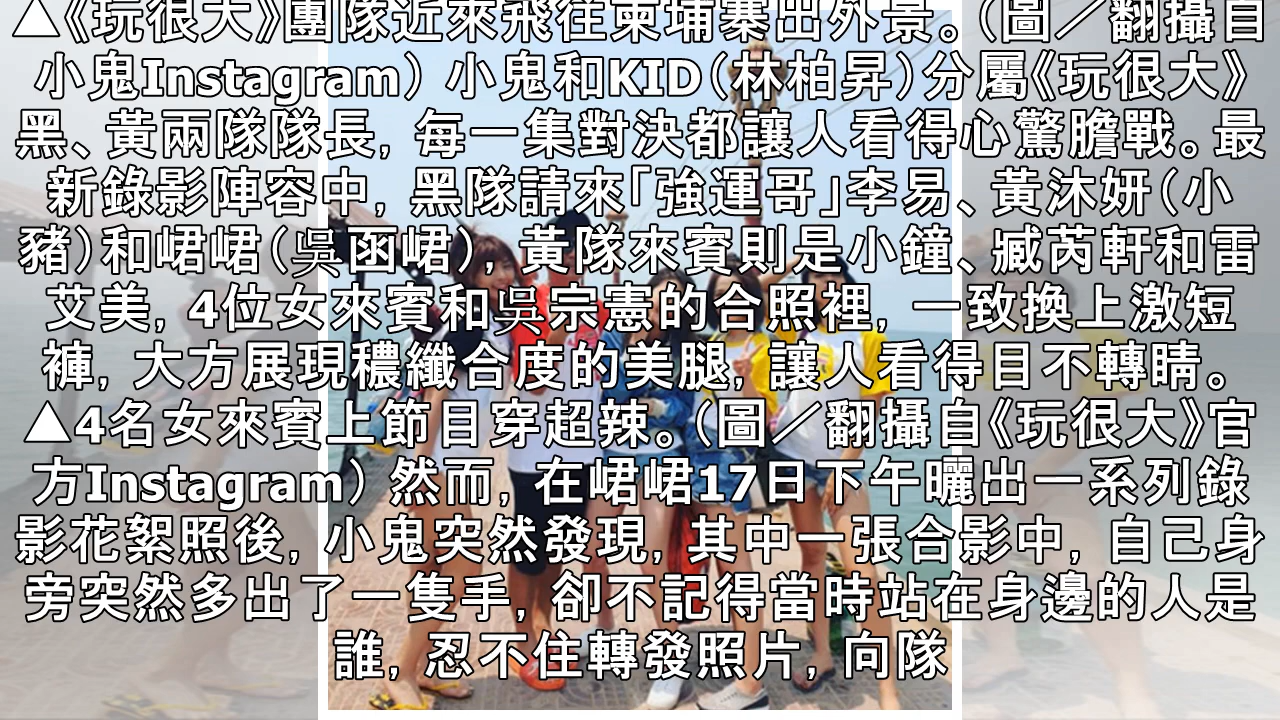 ▲《玩很大》團隊近來飛往柬埔寨出外景。（圖／翻攝自
小鬼Instagram） 小鬼和KID（林柏昇）分屬《玩很大》
黑、黃兩隊隊長, 每一集對決都讓人看得心驚膽戰。最
新錄影陣容中, 黑隊請來「強運哥」李易、黃沐妍（小
豬）和峮峮（吳函峮）, 黃隊來賓則是小鐘、臧芮軒和雷
艾美, 4位女來賓和吳宗憲的合照裡, 一致換上激短
褲, 大方展現穠纖合度的美腿, 讓人看得目不轉睛。
▲4名女來賓上節目穿超辣。（圖／翻攝自《玩很大》官
方Instagram） 然而, 在峮峮17日下午曬出一系列錄
影花絮照後, 小鬼突然發現, 其中一張合影中, 自己身
旁突然多出了一隻手, 卻不記得當時站在身邊的人是
誰, 忍不住轉發照片, 向隊